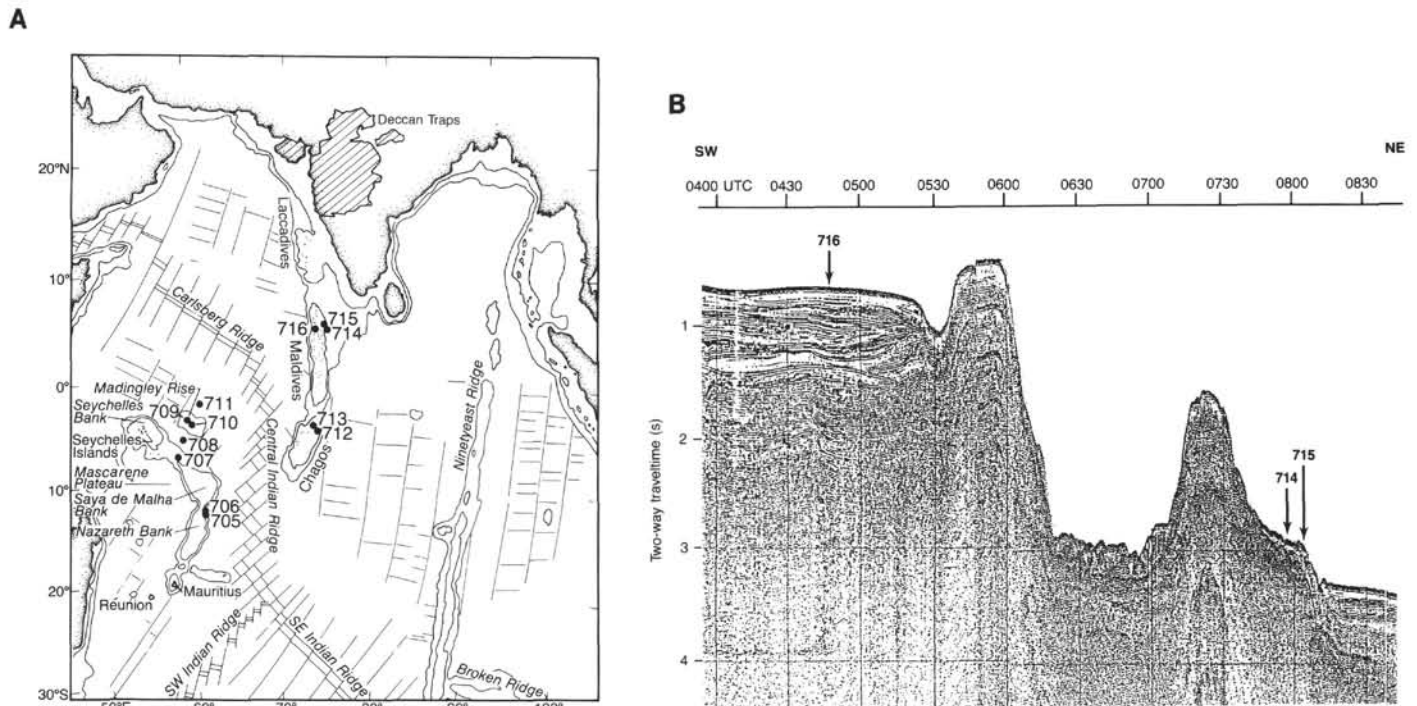 A
Deccan Traps
20°N
Laccadives
10°
Carlsberg Ridge
715
716
714
Maldives
0°
Madingley Rise
711
Seychelles
Bank
709
710
713
712
Seychelles
Islands
708
707
Chagos
Central Indian Ridge
Ninetyeast Ridge
Mascarene
Plateau
10°
Saya de Malha
Bank
706
705
Nazareth Bank
20°
Mauritius
Réunion
SW Indian Ridge
SE Indian Ridge
Broken Ridge
30°S
B
SW
NE
0400 UTC 0430 0500 0530 0600 0630 0700 0730 0800 0830
716
1
2
715
714
Two-way traveltime (s)
3
4